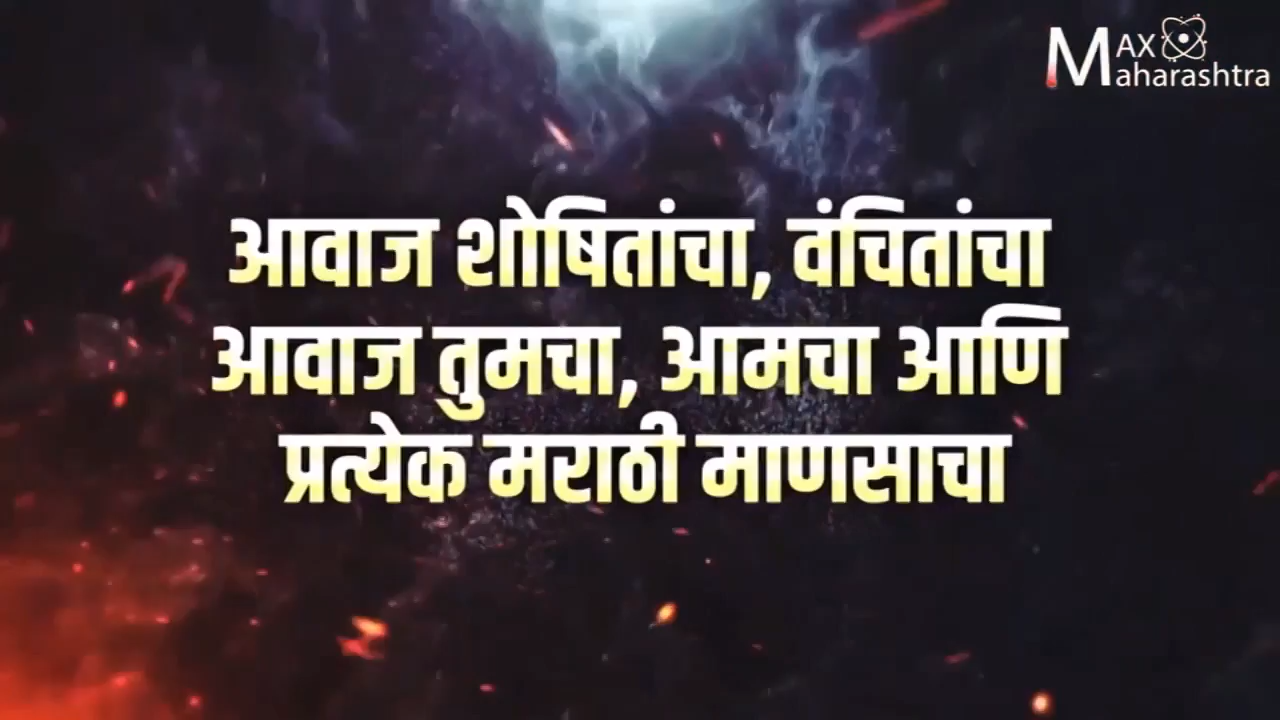 MAX
Maharashtra
आवाज शोषितांचा, वंचितांचा
आवाज तुमचा, आमचा आणि
प्रत्येक मराठी माणसाचा